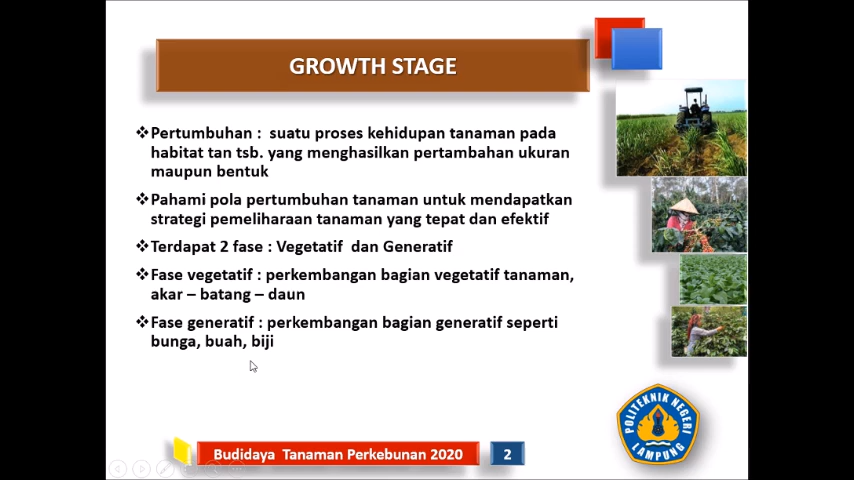 GROWTH STAGE
❖Pertumbuhan : suatu proses kehidupan tanaman pada
habitat tan tsb. yang menghasilkan pertambahan ukuran
maupun bentuk
❖Pahami pola pertumbuhan tanaman untuk mendapatkan
strategi pemeliharaan tanaman yang tepat dan efektif
❖Terdapat 2 fase : Vegetatif dan Generatif
❖Fase vegetatif : perkembangan bagian vegetatif tanaman,
akar – batang – daun
❖Fase generatif : perkembangan bagian generatif seperti
bunga, buah, biji
POLITEKNIK NEGERI
LAMPUNG
Budidaya Tanaman Perkebunan 2020
2